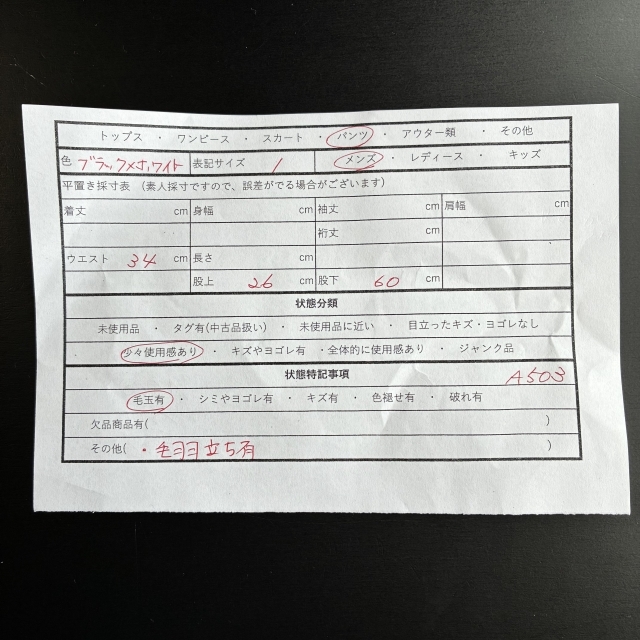 トップス ・ ワンピース ・ スカート ・ パンツ ・ アウター類 ・ その他
色 ブラック×ホワイト 表記サイズ 1 メンズ ・ レディース ・ キッズ
平置き採寸表 (素人採寸ですので、誤差がでる場合がございます)
着丈 cm 身幅 cm 袖丈 cm 肩幅 cm
裄丈 cm
ウエスト 34 cm 長さ cm
股上 26 cm 股下 60 cm
状態分類
未使用品 ・ タグ有(中古品扱い) ・ 未使用品に近い ・ 目立ったキズ・ヨゴレなし
少々使用感あり ・ キズやヨゴレ有 ・全体的に使用感あり ・ ジャンク品
状態特記事項 A503
毛玉有 ・ シミやヨゴレ有 ・ キズ有 ・ 色褪せ有 ・ 破れ有
欠品商品有( )
その他( ・毛羽立ち有 )